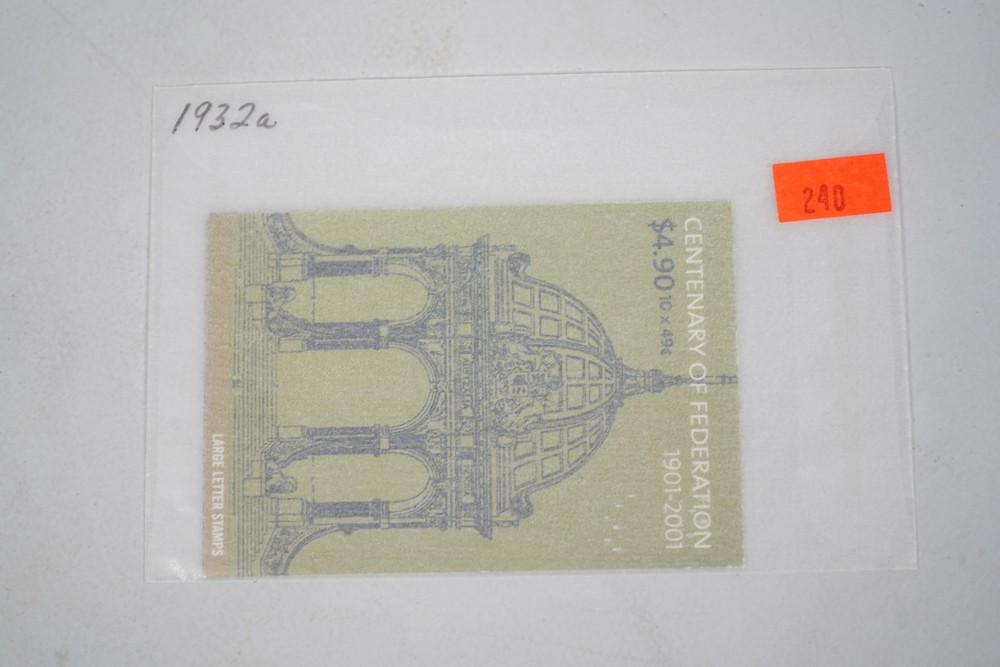 1932a
240
CENTENARY OF FEDERATION
1901-2001
$4.90 10 x 49¢
LARGE LETTER STAMPS